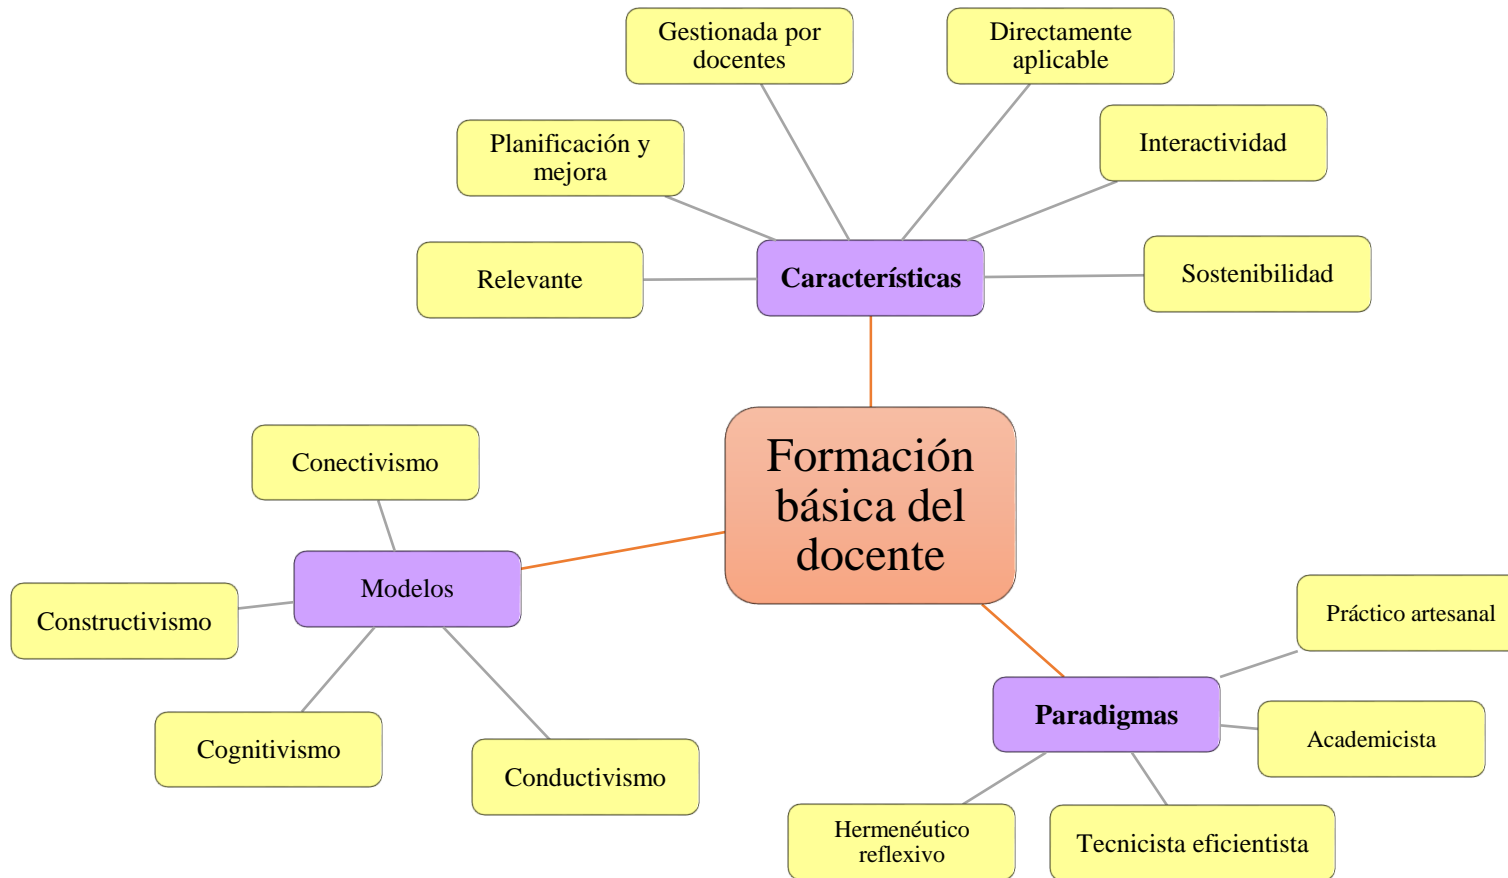 Gestionada por
docentes
Directamente
aplicable
Planificación y
mejora
Interactividad
Relevante
Característísticas
Sostenibilidad
Formación
básica del
docente
Conectivismo
Modelos
Constructivismo
Cognitivismo
Conductivismo
Práctico artesanal
Paradigmas
Academicista
Hermenéutico
reflexivo
Tecnicista eficientista